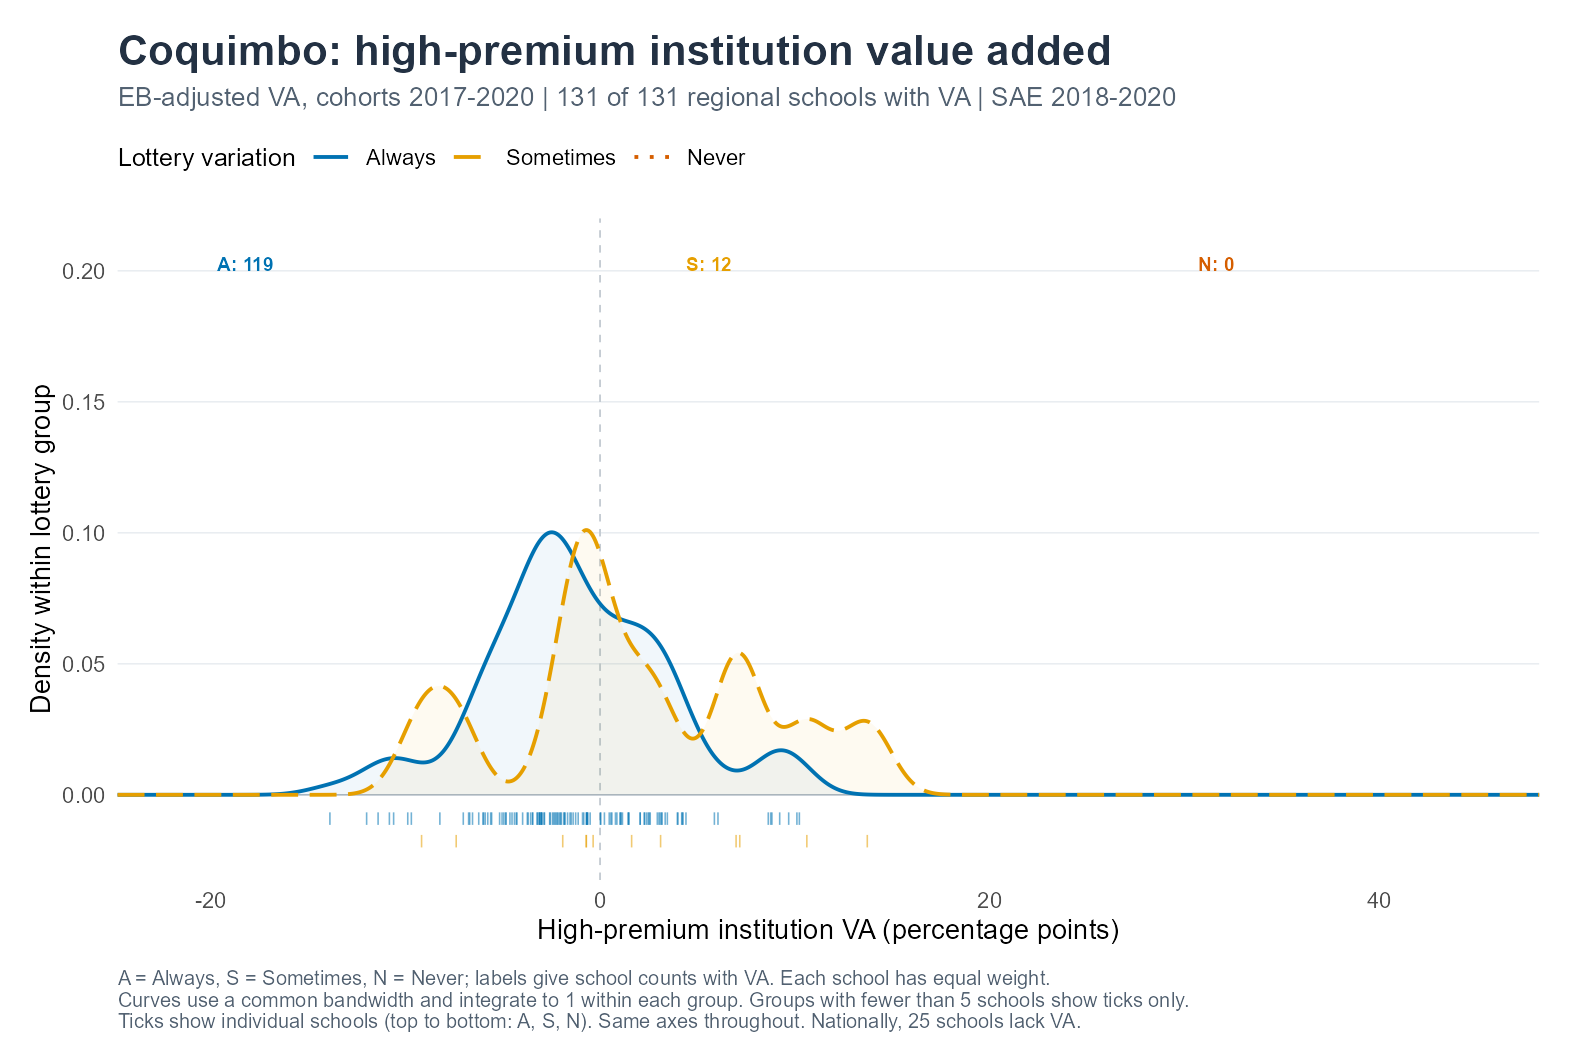 Coquimbo: high-premium institution value added
EB-adjusted VA, cohorts 2017-2020 | 131 of 131 regional schools with VA | SAE 2018-2020
Lottery variation Always Sometimes Never
A: 119 S: 12 N: 0
0.20
0.15
0.10
0.05
0.00
Density within lottery group
-20 0 20 40
High-premium institution VA (percentage points)
A = Always, S = Sometimes, N = Never; labels give school counts with VA. Each school has equal weight.
Curves use a common bandwidth and integrate to 1 within each group. Groups with fewer than 5 schools show ticks only.
Ticks show individual schools (top to bottom: A, S, N). Same axes throughout. Nationally, 25 schools lack VA.